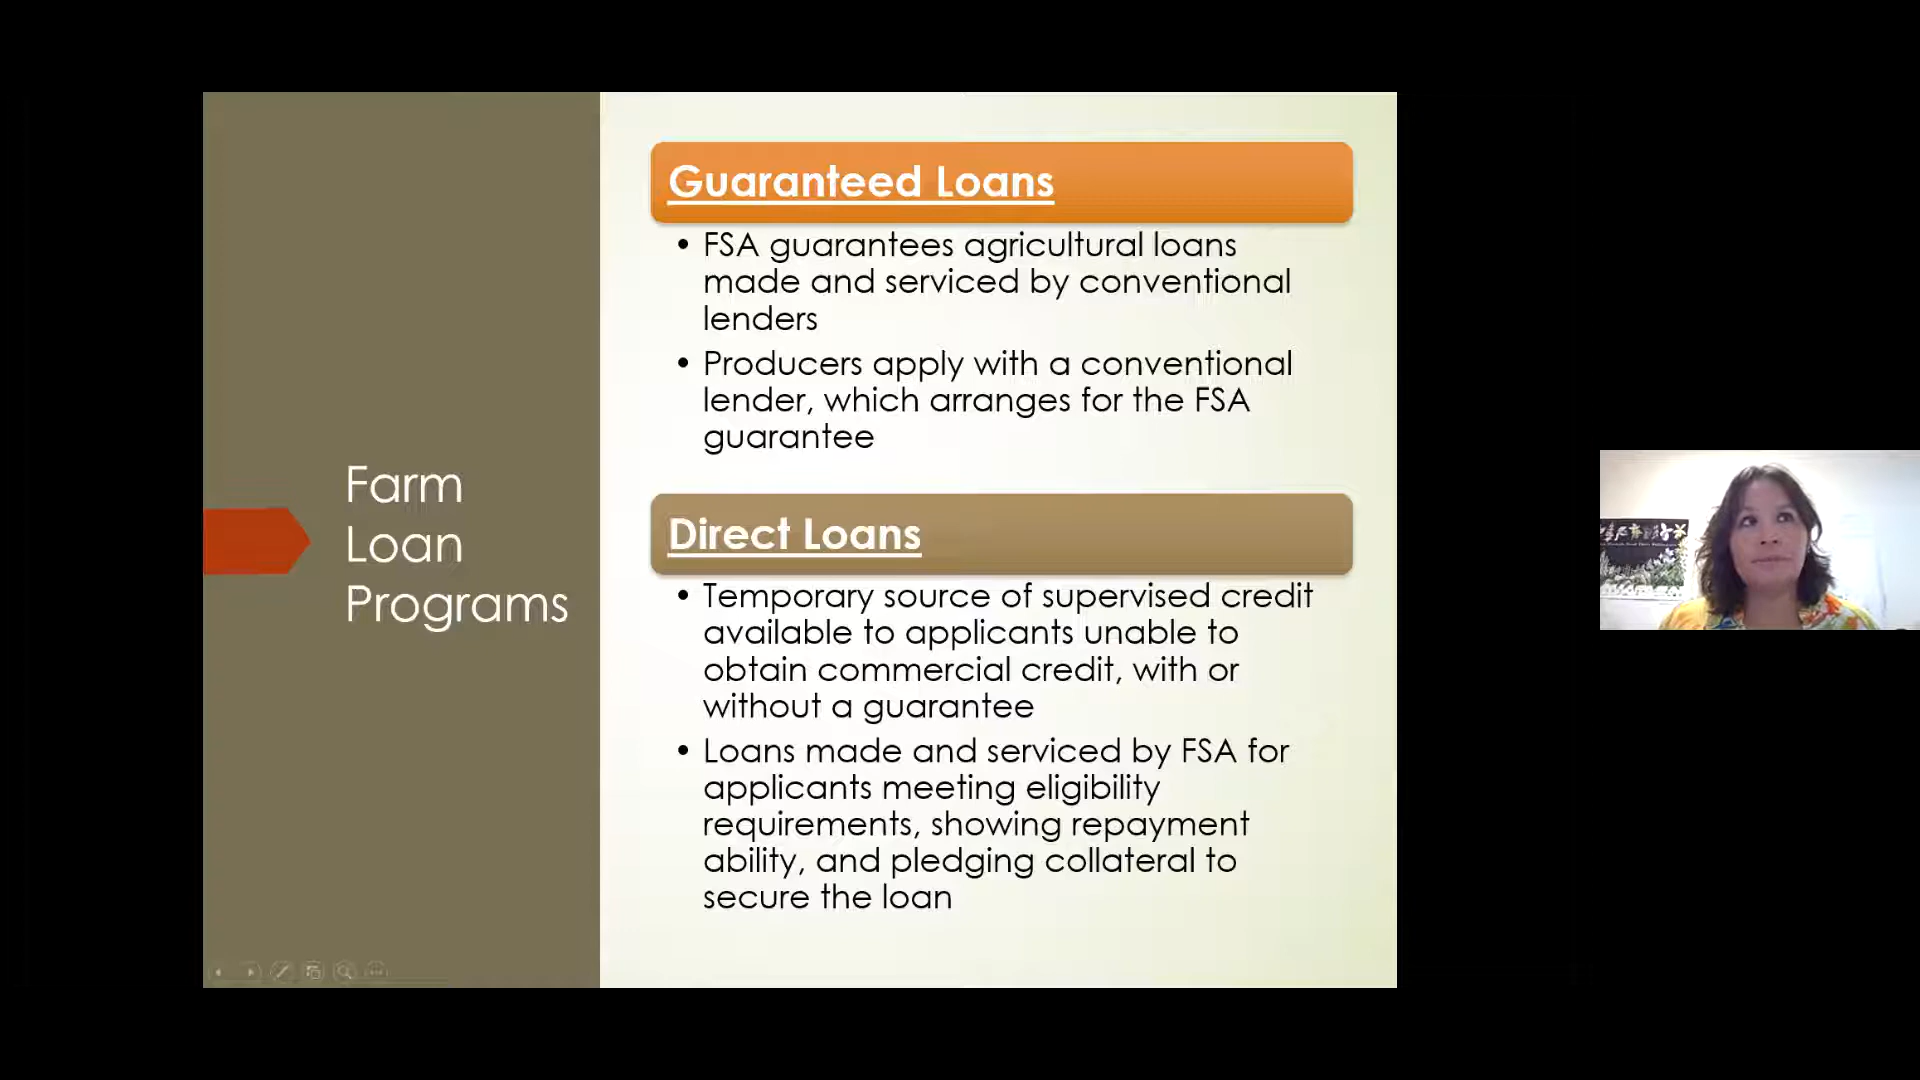 Farm
Loan
Programs
Guaranteed Loans
• FSA guarantees agricultural loans
made and serviced by conventional
lenders
• Producers apply with a conventional
lender, which arranges for the FSA
guarantee
Direct Loans
• Temporary source of supervised credit
available to applicants unable to
obtain commercial credit, with or
without a guarantee
• Loans made and serviced by FSA for
applicants meeting eligibility
requirements, showing repayment
ability, and pledging collateral to
secure the loan